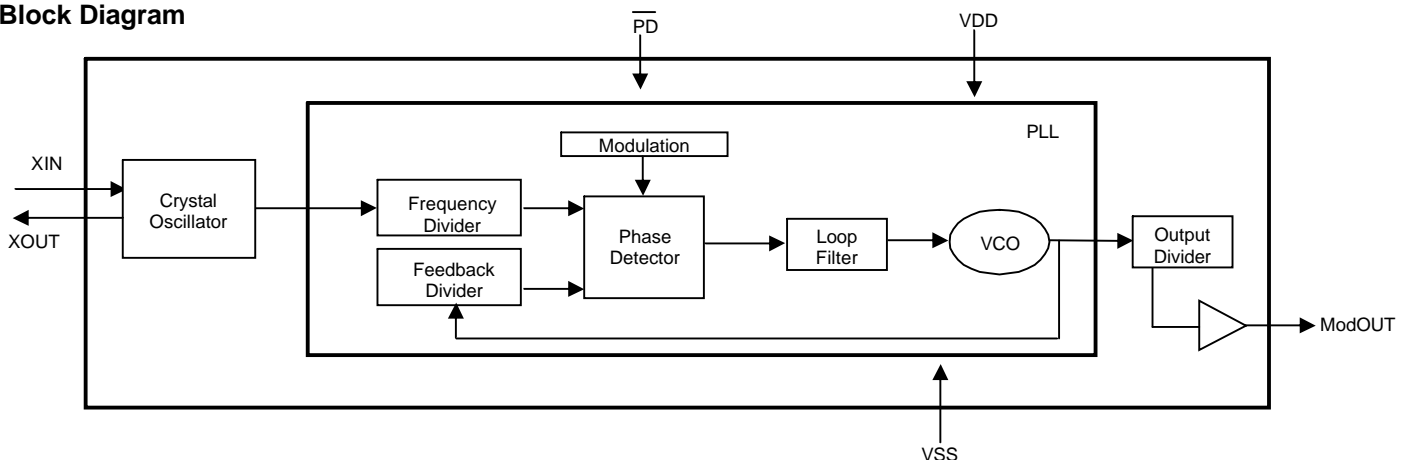 Block Diagram
PD
VDD
PLL
Modulation
XIN
XOUT
Crystal
Oscillator
Frequency
Divider
Feedback
Divider
Phase
Detector
Loop
Filter
VCO
Output
Divider
ModOUT
VSS